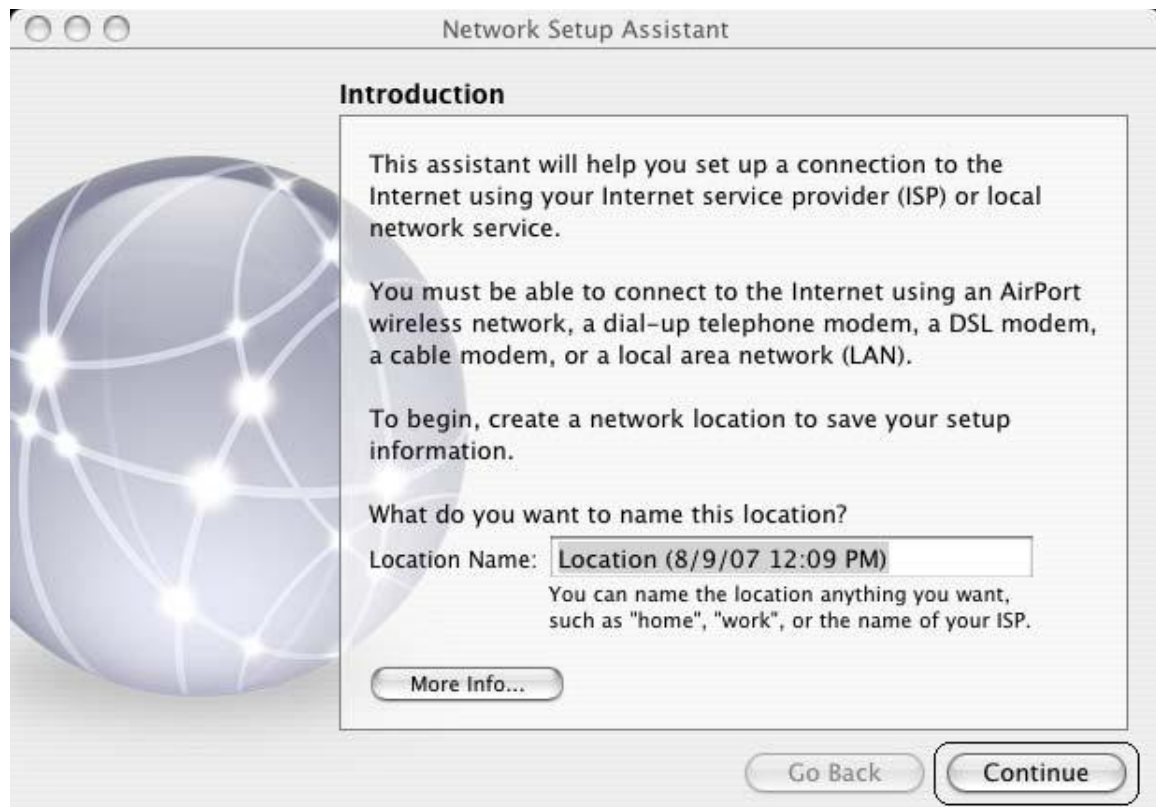 Network Setup Assistant
Introduction
This assistant will help you set up a connection to the
Internet using your Internet service provider (ISP) or local
network service.
You must be able to connect to the Internet using an AirPort
wireless network, a dial-up telephone modem, a DSL modem,
a cable modem, or a local area network (LAN).
To begin, create a network location to save your setup
information.
What do you want to name this location?
Location Name: Location (8/9/07 12:09 PM)
You can name the location anything you want,
such as "home", "work", or the name of your ISP.
More Info...
Go Back Continue